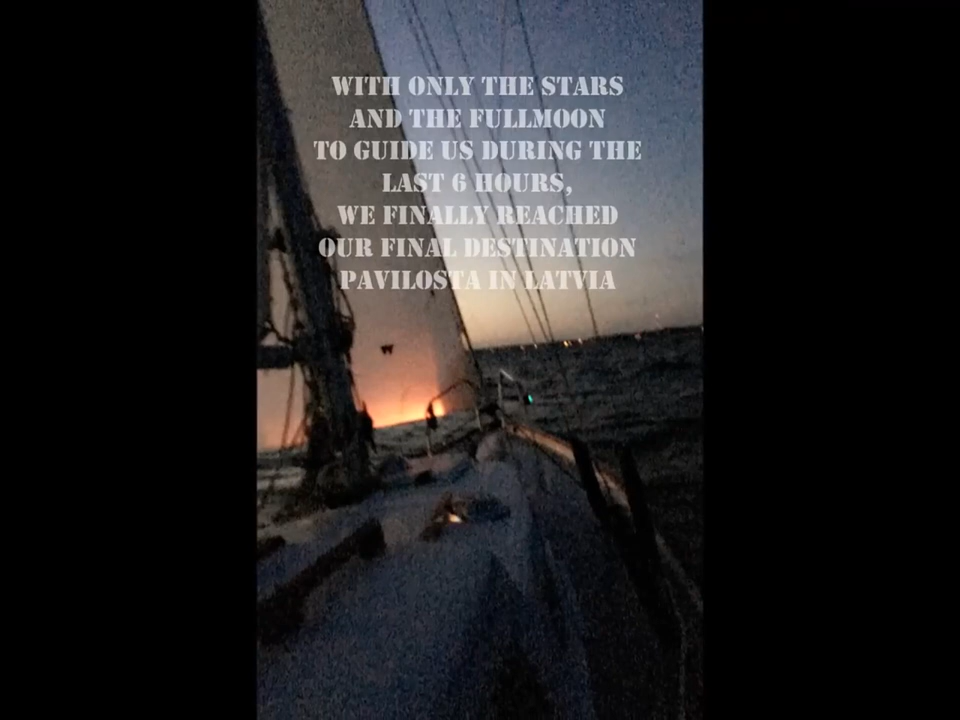 WITH ONLY THE STARS
AND THE FULLMOON
TO GUIDE US DURING THE
LAST 6 HOURS,
WE FINALLY REACHED
OUR FINAL DESTINATION
PAVILOSTA IN LATVIA